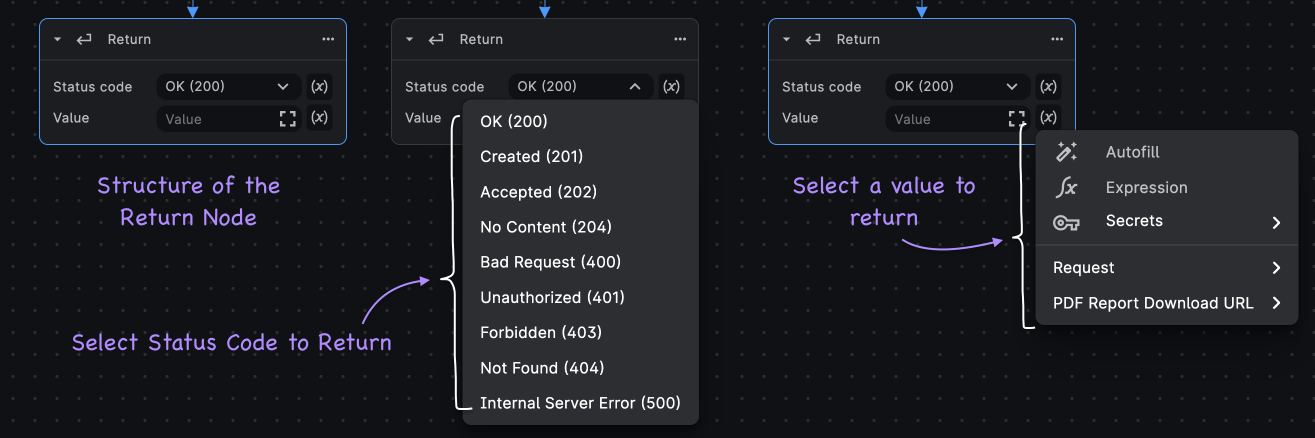 Return
Status code
OK (200)
(x)
Value
Value
(x)
Structure of the
Return Node
Return
Status code
OK (200)
(x)
Value
OK (200)
Created (201)
Accepted (202)
No Content (204)
Bad Request (400)
Unauthorized (401)
Forbidden (403)
Not Found (404)
Internal Server Error (500)
Select Status Code to Return
Return
Status code
OK (200)
(x)
Value
Value
(x)
Select a value to
return
Autofill
fx
Expression
Secrets
Request
PDF Report Download URL